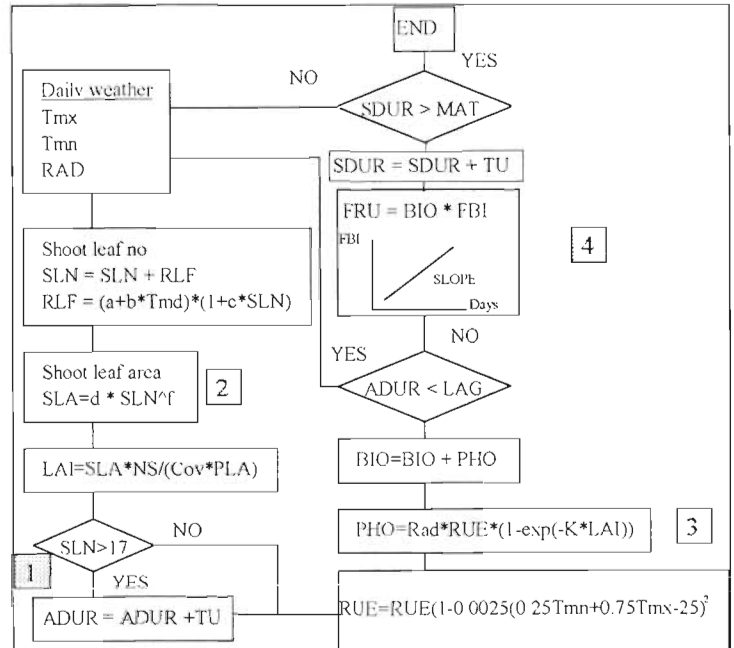 END
YES
NO
SDUR > MAT
Daily weather
Tmx
Tmn
RAD
SDUR = SDUR + TU
FRU = BIO * FBI
FBI
SLOPE
Days
4
Shoot leaf no
SLN = SLN + RLF
RLF = (a+b*Tmd)*(1+c*SLN)
NO
YES
ADUR < LAG
Shoot leaf area
SLA=d * SLN^f
2
BIO=BIO + PHO
LAI=SLA*NS/(Cov*PLA)
PHO=Rad*RUE*(1-exp(-K*LAI))
3
SLN>17
NO
1
YES
ADUR = ADUR +TU
RUE=RUE(1-0 0025(0 25Tmn+0.75Tmx-25)²